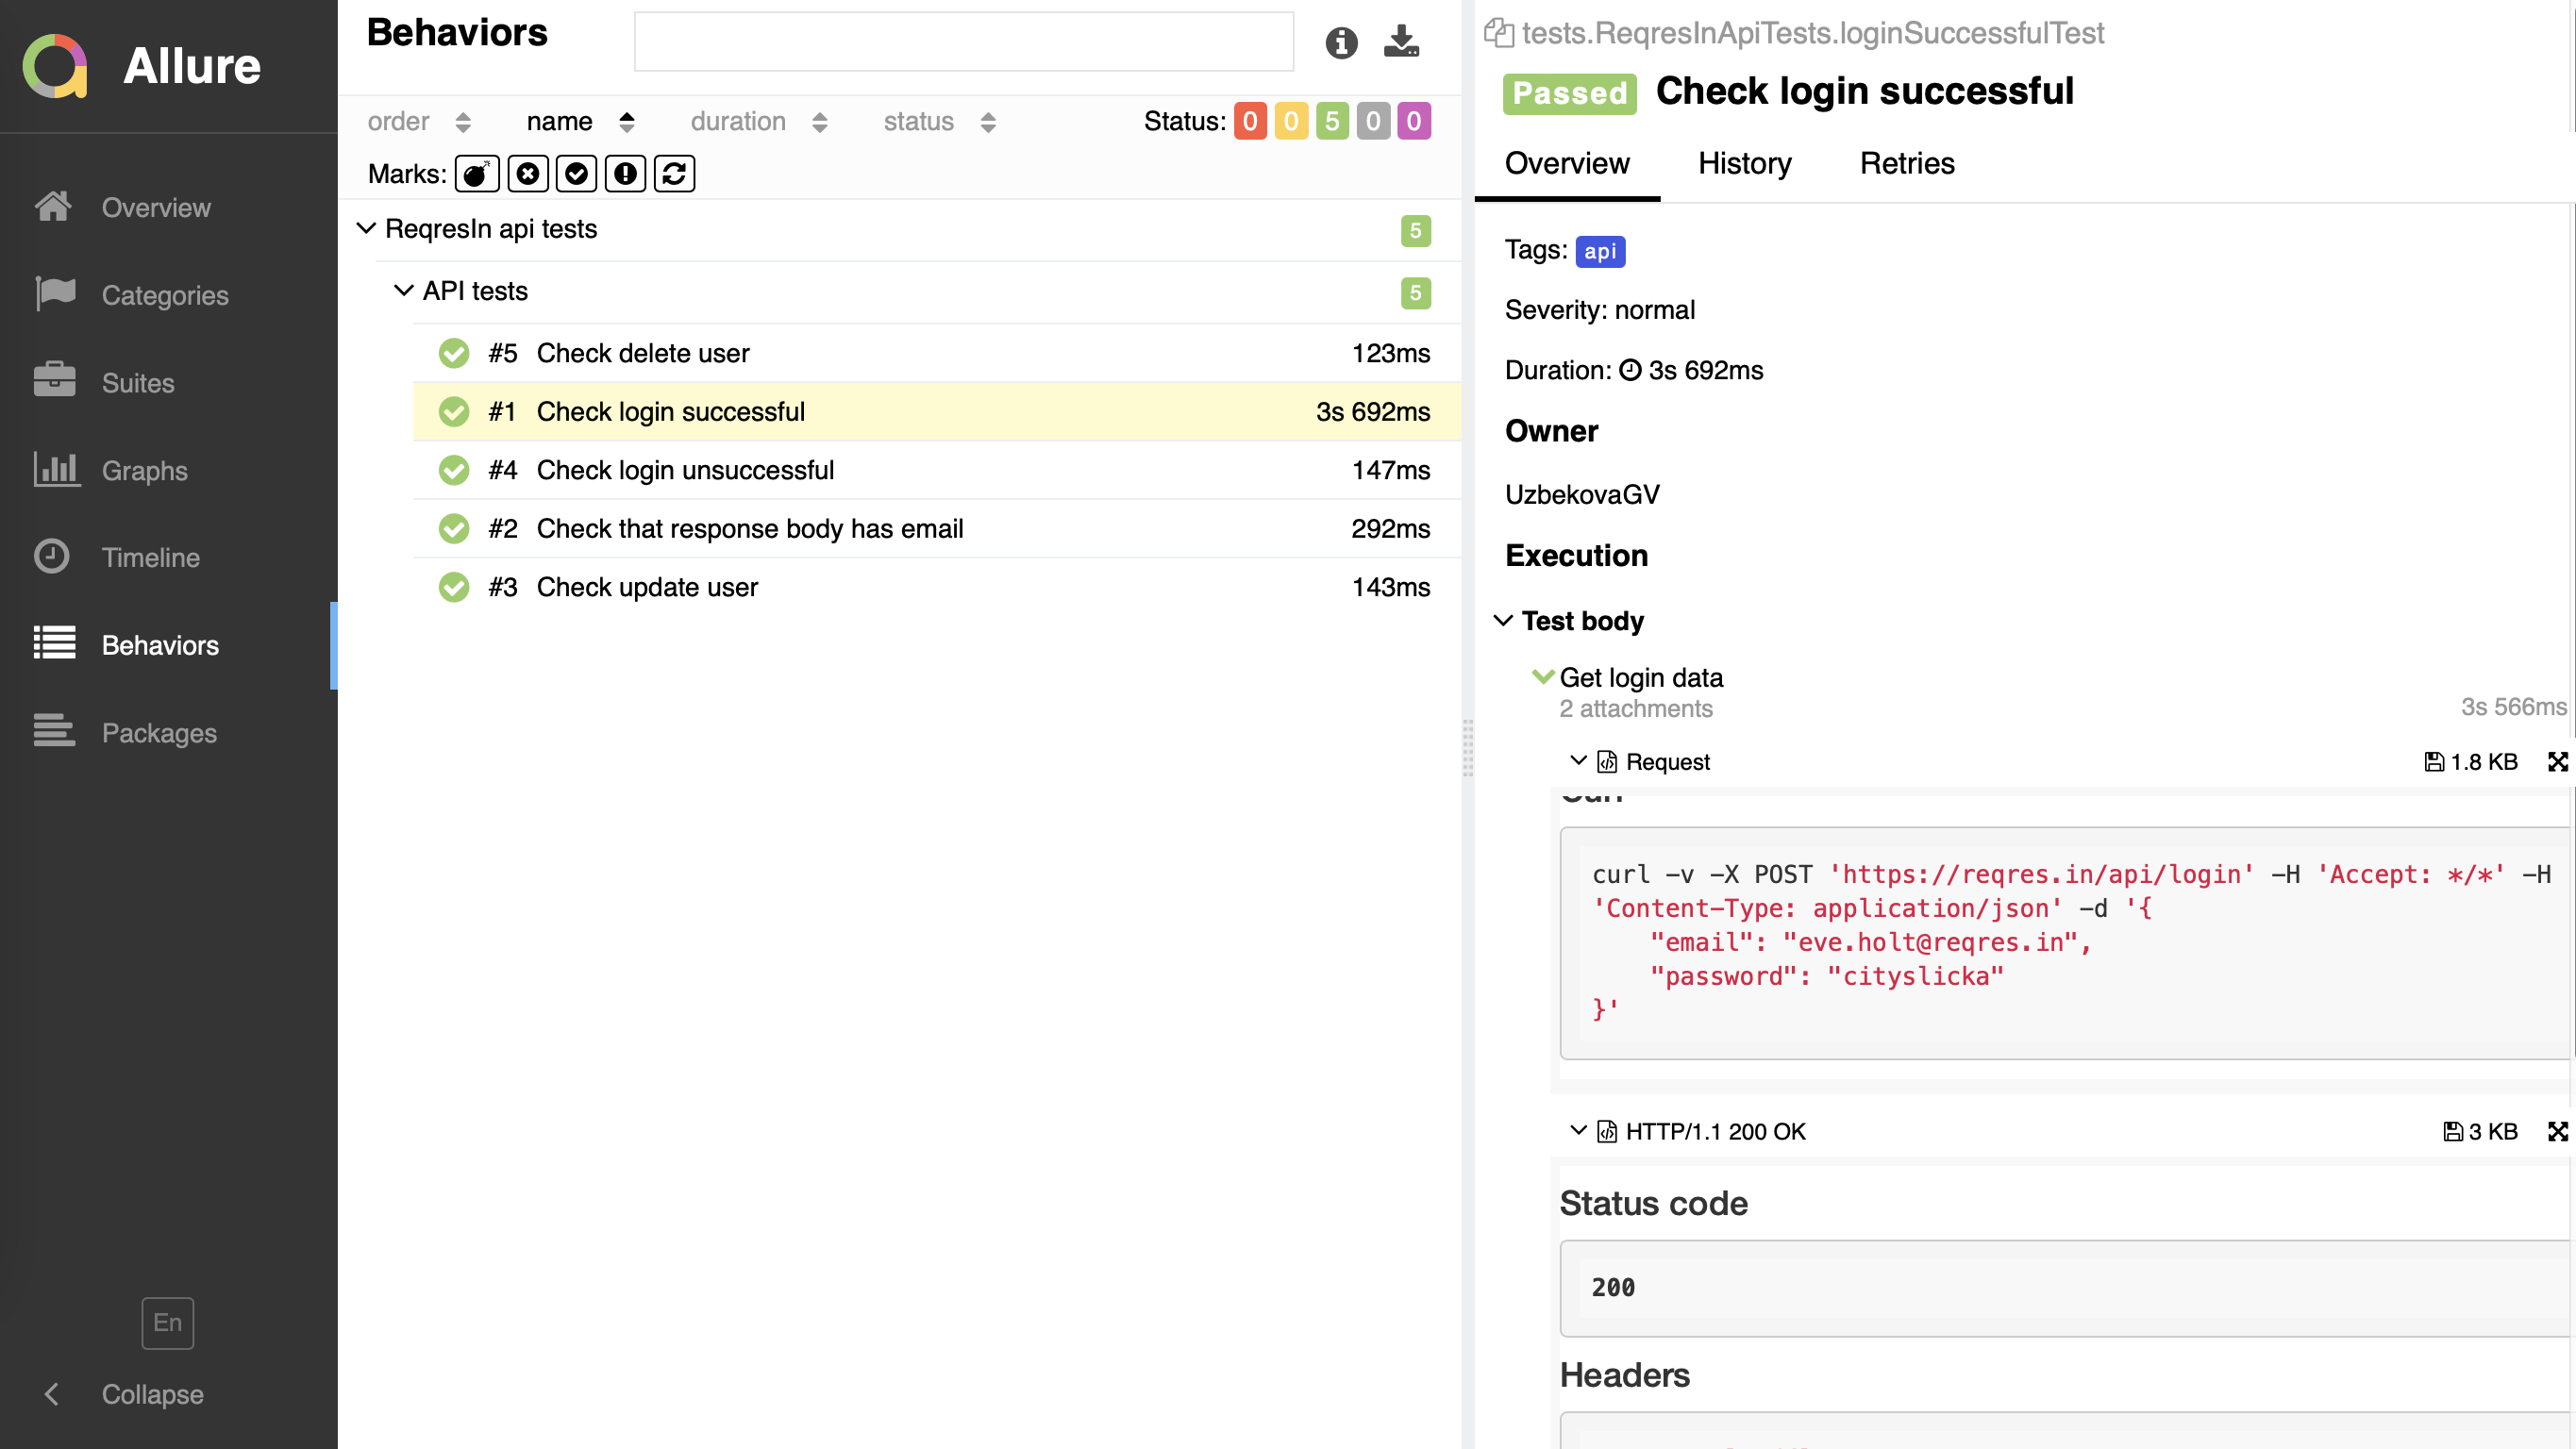 Allure
Overview
Categories
Suites
Graphs
Timeline
Behaviors
Packages
En
Collapse
Behaviors
order name duration status Status: 0 0 5 0 0
Marks:
ReqresIn api tests 5
API tests 5
#5 Check delete user 123ms
#1 Check login successful 3s 692ms
#4 Check login unsuccessful 147ms
#2 Check that response body has email 292ms
#3 Check update user 143ms
tests.ReqresInApiTests.loginSuccessfulTest
Passed Check login successful
Overview History Retries
Tags: api
Severity: normal
Duration: 3s 692ms
Owner
UzbekovaGV
Execution
Test body
Get login data
2 attachments 3s 566ms
Request 1.8 KB
curl -v -X POST 'https://reqres.in/api/login' -H 'Accept: */*' -H
'Content-Type: application/json' -d '{
"email": "eve.holt@reqres.in",
"password": "cityslicka"
}'
HTTP/1.1 200 OK 3 KB
Status code
200
Headers